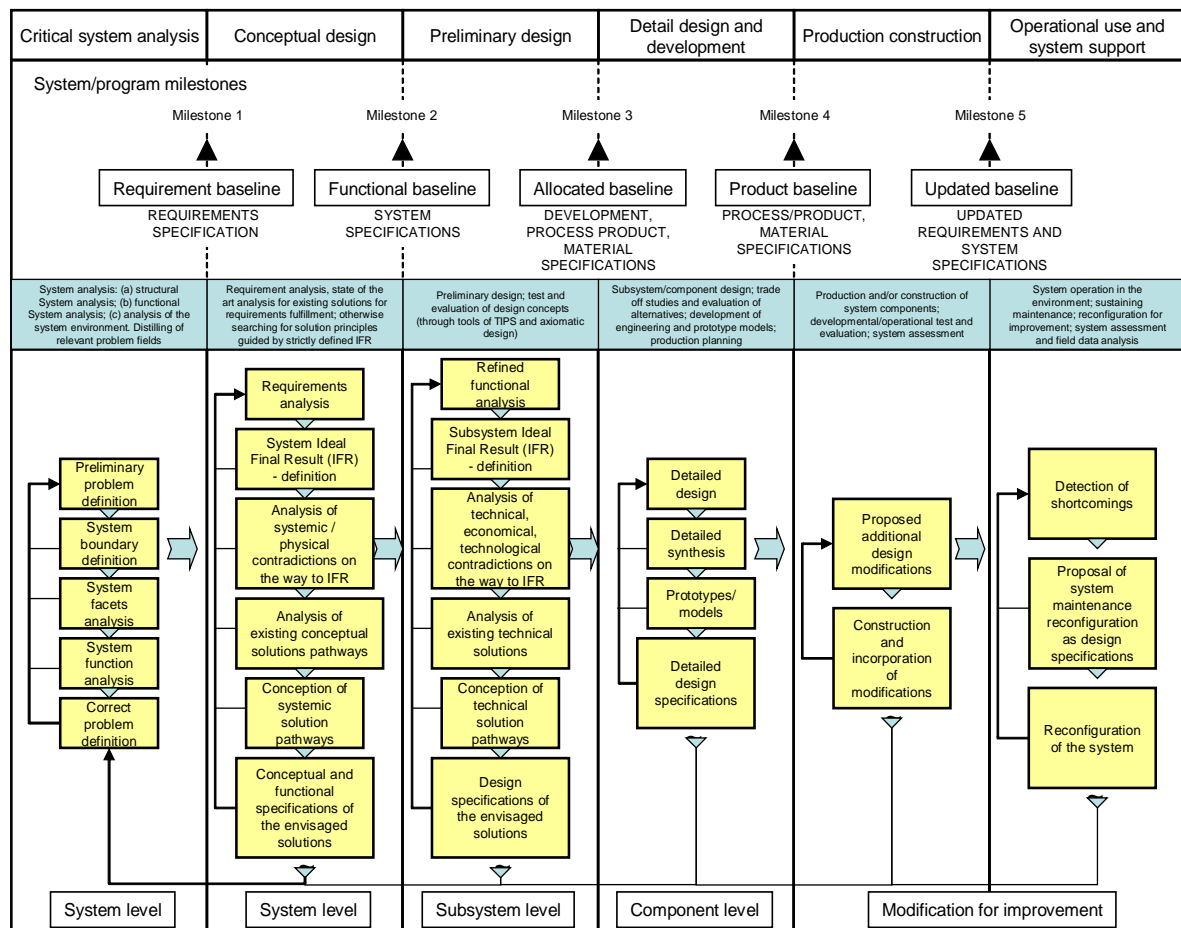 Critical system analysis
Conceptual design
Preliminary design
Detail design and
development
Production construction
Operational use and
system support
System/program milestones
Milestone 1
Milestone 2
Milestone 3
Milestone 4
Milestone 5
Requirement baseline
Functional baseline
Allocated baseline
Product baseline
Updated baseline
REQUIREMENTS
SPECIFICATION
SYSTEM
SPECIFICATIONS
DEVELOPMENT,
PROCESS PRODUCT,
MATERIAL
SPECIFICATIONS
PROCESS/PRODUCT,
MATERIAL
SPECIFICATIONS
UPDATED
REQUIREMENTS AND
SYSTEM
SPECIFICATIONS
System analysis: (a) structural
System analysis; (b) functional
System analysis; (c) analysis of the
system environment. Distilling of
relevant problem fields
Requirement analysis, state of the
art analysis for existing solutions for
requirements fulfillment; otherwise
searching for solution principles
guided by strictly defined IFR
Preliminary design; test and
evaluation of design concepts
(through tools of TIPS and axiomatic
design)
Subsystem/component design; trade
off studies and evaluation of
alternatives; development of
engineering and prototype models;
production planning
Production and/or construction of
system components;
developmental/operational test and
evaluation; system assessment
System operation in the
environment; sustaining
maintenance; reconfiguration for
improvement; system assessment
and field data analysis
Preliminary
problem
definition
System
boundary
definition
System
facets
analysis
System
function
analysis
Correct
problem
definition
Requirements
analysis
System Ideal
Final Result (IFR)
- definition
Analysis of
systemic /
physical
contradictions on
the way to IFR
Analysis of
existing conceptual
solutions pathways
Conception of
systemic
solution
pathways
Conceptual and
functional
specifications of
the envisaged
solutions
Refined
functional
analysis
Subsystem Ideal
Final Result (IFR)
- definition
Analysis of
technical,
economical,
technological
contradictions on
the way to IFR
Analysis of
existing technical
solutions
Conception of
technical
solution
pathways
Design
specifications of
the envisaged
solutions
Detailed
design
Detailed
synthesis
Prototypes/
models
Detailed
design
specifications
Proposed
additional
design
modifications
Construction
and
incorporation
of
modifications
Detection of
shortcomings
Proposal of
system
maintenance
reconfiguration
as design
specifications
Reconfiguration
of the system
System level
System level
Subsystem level
Component level
Modification for improvement